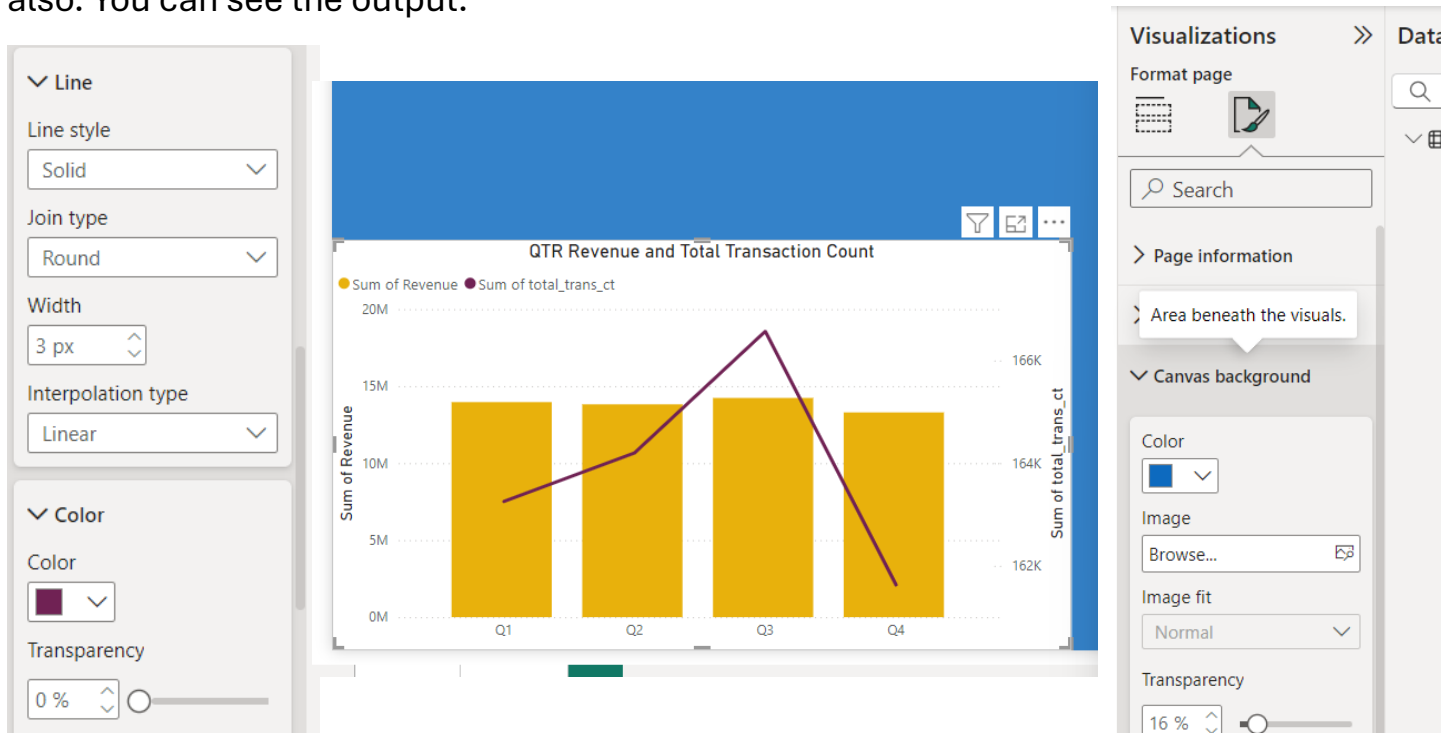 also. You can see the output.
Line
Line style
Solid
Join type
Round
Width
3 px
Interpolation type
Linear
Color
Color
Transparency
0 %
QTR Revenue and Total Transaction Count
Sum of Revenue Sum of total_trans_ct
20M
15M
10M
5M
0M
Sum of Revenue
Q1 Q2 Q3 Q4
166K
164K
162K
Sum of total_trans_ct
Visualizations
Data
Format page
Search
Page information
Area beneath the visuals.
Canvas background
Color
Image
Browse...
Image fit
Normal
Transparency
16 %